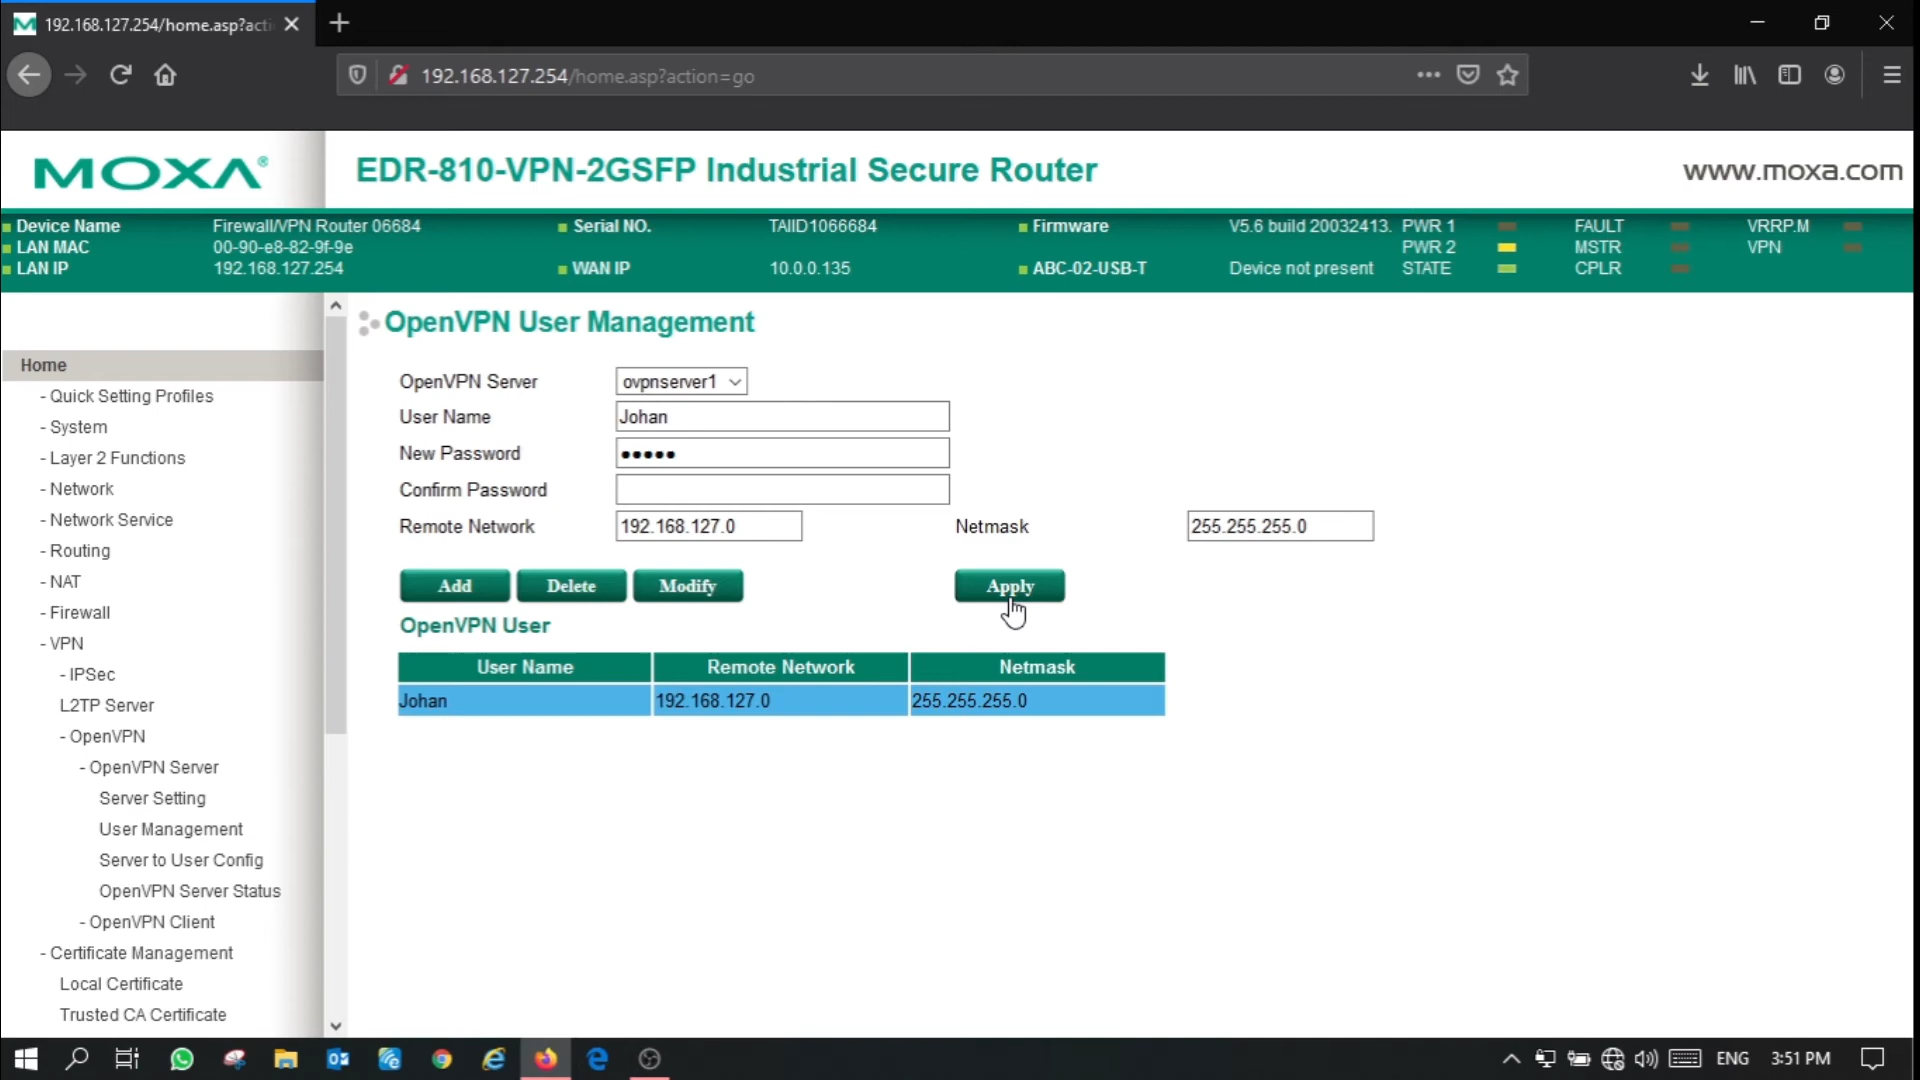 192.168.127.254/home.asp?acti
192.168.127.254/home.asp?action=go
MOXA®
EDR-810-VPN-2GSFP Industrial Secure Router
www.moxa.com
Device Name Firewall/VPN Router 06684 Serial NO. TAIID1066684 Firmware V5.6 build 20032413. PWR 1 FAULT VRRP.M
LAN MAC 00-90-e8-82-9f-9e PWR 2 MSTR VPN
LAN IP 192.168.127.254 WAN IP 10.0.0.135 ABC-02-USB-T Device not present STATE CPLR
Home
- Quick Setting Profiles
- System
- Layer 2 Functions
- Network
- Network Service
- Routing
- NAT
- Firewall
- VPN
- IPSec
L2TP Server
- OpenVPN
- OpenVPN Server
Server Setting
User Management
Server to User Config
OpenVPN Server Status
- OpenVPN Client
- Certificate Management
Local Certificate
Trusted CA Certificate
OpenVPN User Management
OpenVPN Server ovpnserver1
User Name Johan
New Password •••••
Confirm Password
Remote Network 192.168.127.0 Netmask 255.255.255.0
Add Delete Modify Apply
OpenVPN User
User Name Remote Network Netmask
Johan 192.168.127.0 255.255.255.0
ENG 3:51 PM